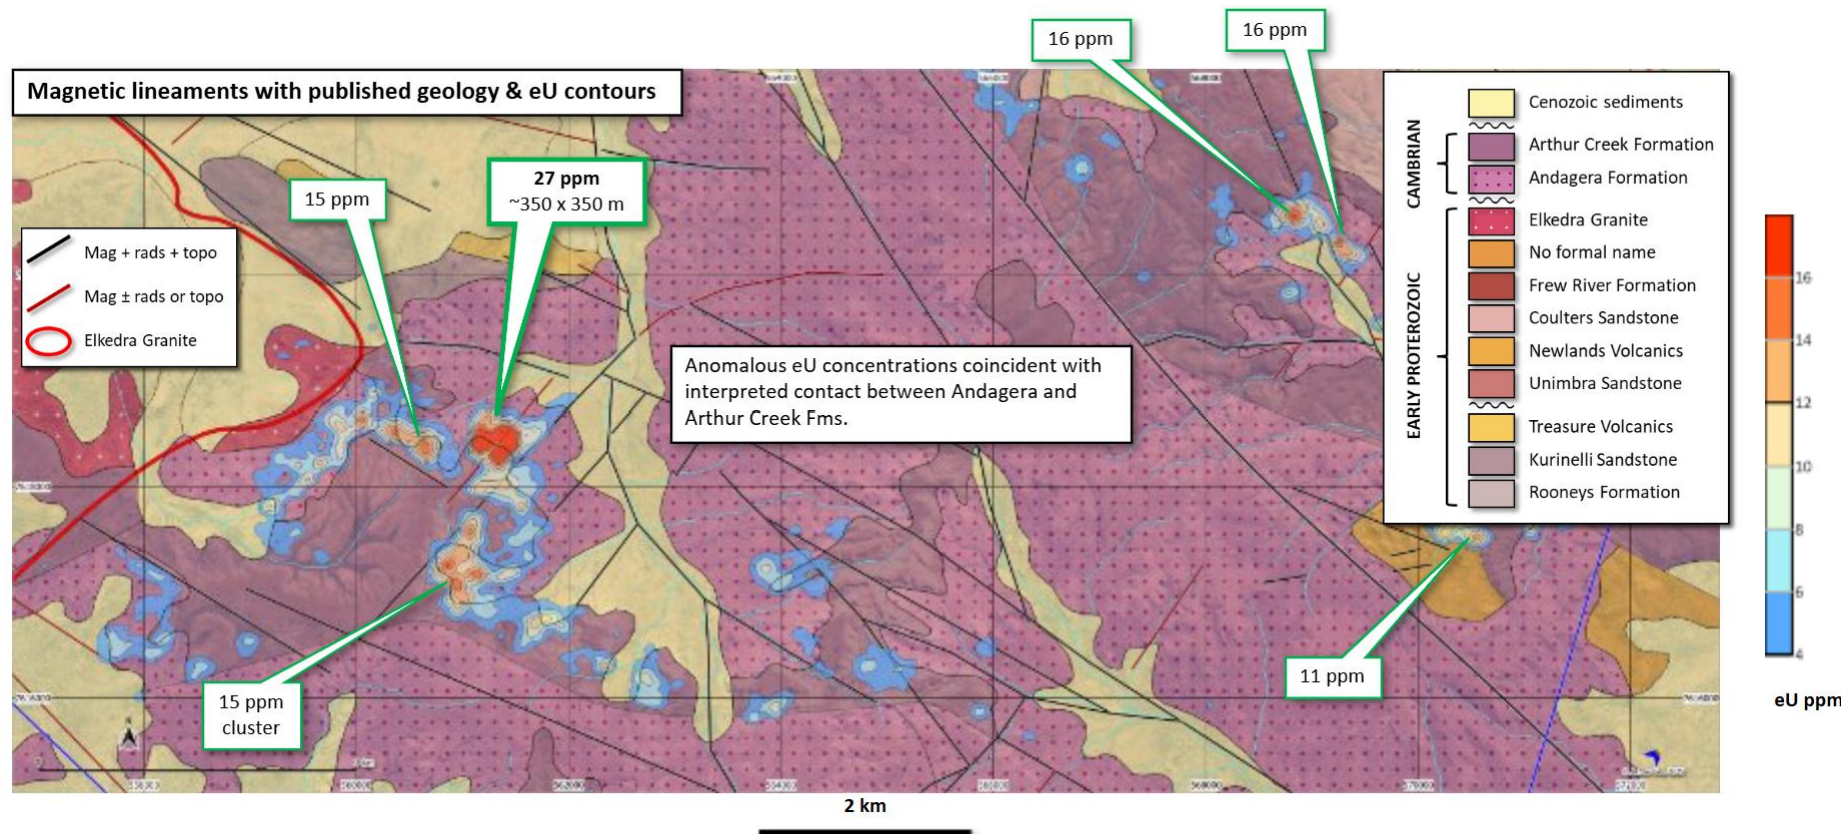 16 ppm
16 ppm
Magnetic lineaments with published geology & eU contours
15 ppm
27 ppm
~350 x 350 m
Mag + rads + topo
Mag ± rads or topo
Elkedra Granite
Anomalous eU concentrations coincident with
interpreted contact between Andagera and
Arthur Creek Fms.
CAMBRIAN
EARLY PROTEROZOIC
Cenozoic sediments
Arthur Creek Formation
Andagera Formation
Elkedra Granite
No formal name
Frew River Formation
Coulters Sandstone
Newlands Volcanics
Unimbra Sandstone
Treasure Volcanics
Kurinelli Sandstone
Rooneys Formation
16
14
12
10
8
6
4
eU ppm
11 ppm
15 ppm
cluster
N
2 km